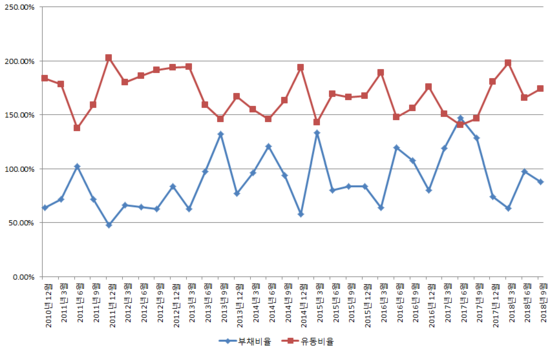 250.00%
200.00%
150.00%
100.00%
50.00%
0.00%
2010년 12월
2011년 3월
2011년 6월
2011년 9월
2011년 12월
2012년 3월
2012년 6월
2012년 9월
2012년 12월
2013년 3월
2013년 6월
2013년 9월
2013년 12월
2014년 3월
2014년 6월
2014년 9월
2014년 12월
2015년 3월
2015년 6월
2015년 9월
2015년 12월
2016년 3월
2016년 6월
2016년 9월
2016년 12월
2017년 3월
2017년 6월
2017년 9월
2017년 12월
2018년 3월
2018년 6월
2018년 9월
부채비율 유동비율